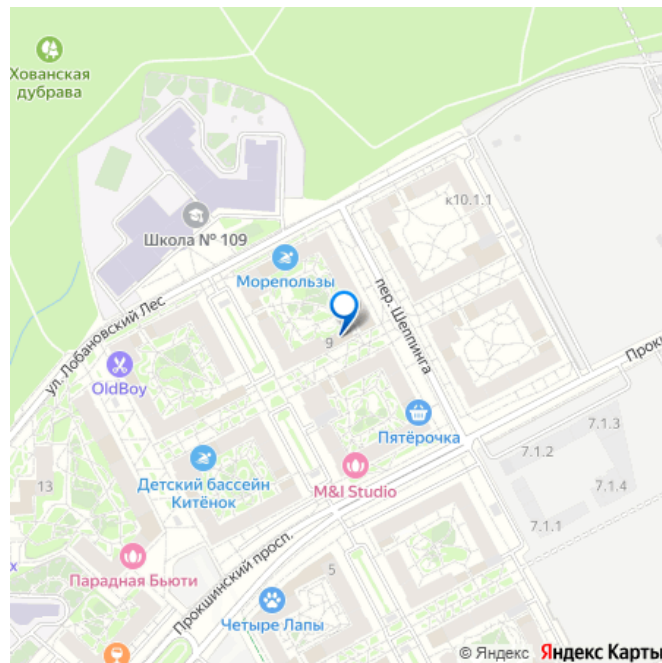 Хованская
дубрава
к10.1.1
Школа № 109
Морепользы
пер. Шеппинга
ул. Лобановский Лес
9
OldBoy
Прокш
Пятёрочка
7.1.3
7.1.2
Детский бассейн
Китёнок
M&I Studio
13
7.1.4
7.1.1
Прокшинский просп.
х
Парадная Бьюти
5
Четыре Лапы
© Яндекс Яндекс Карты